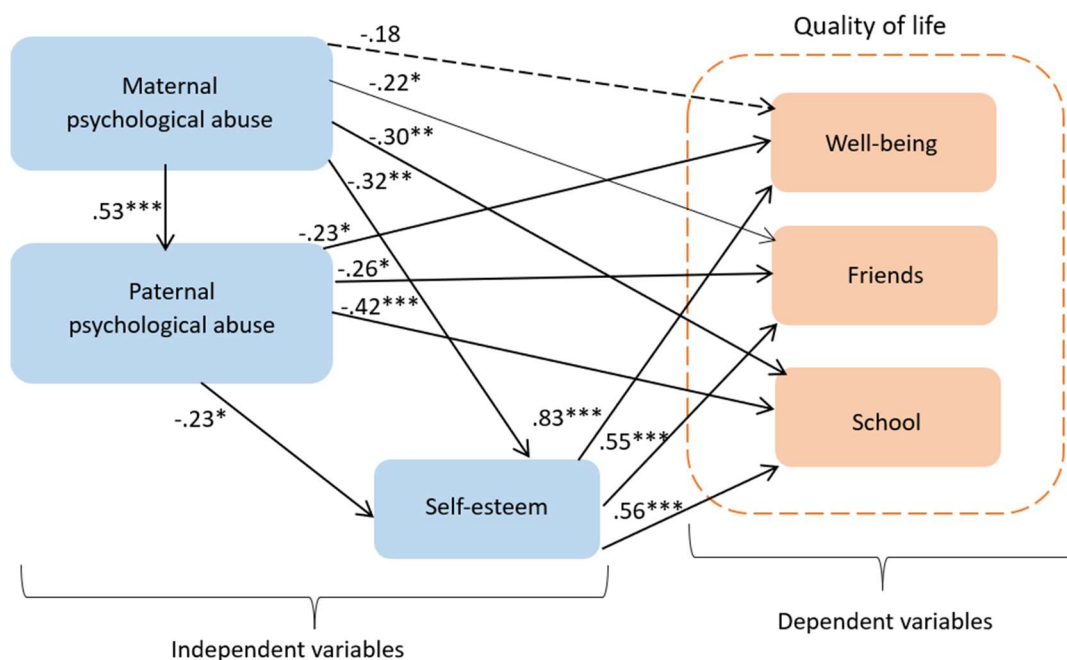 Quality of life
Maternal
psychological abuse
-.18
-.22*
-.30**
-.32**
Well-being
.53***
-.23*
-.26*
-.42***
Friends
Paternal
psychological abuse
-.23*
.83***
.55***
.56***
School
Self-esteem
Independent variables
Dependent variables